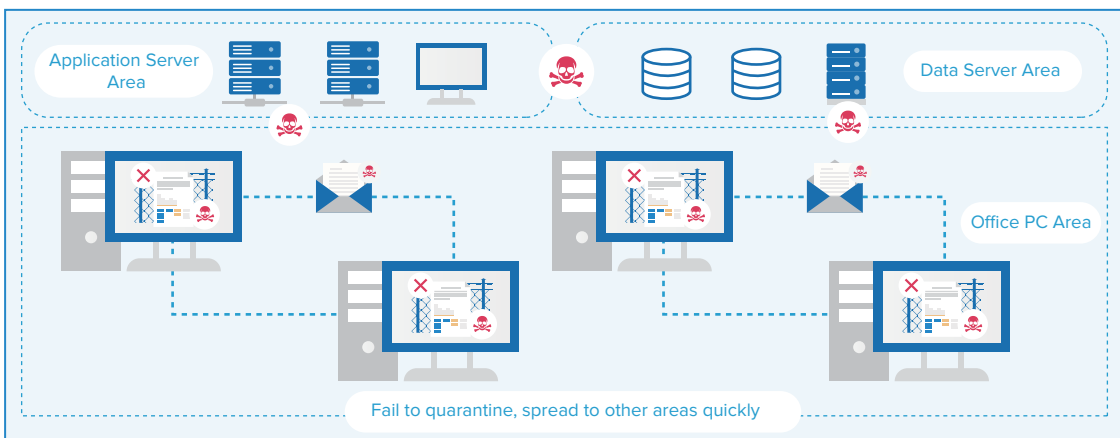 Application Server
Area
Data Server Area
Office PC Area
Fail to quarantine, spread to other areas quickly